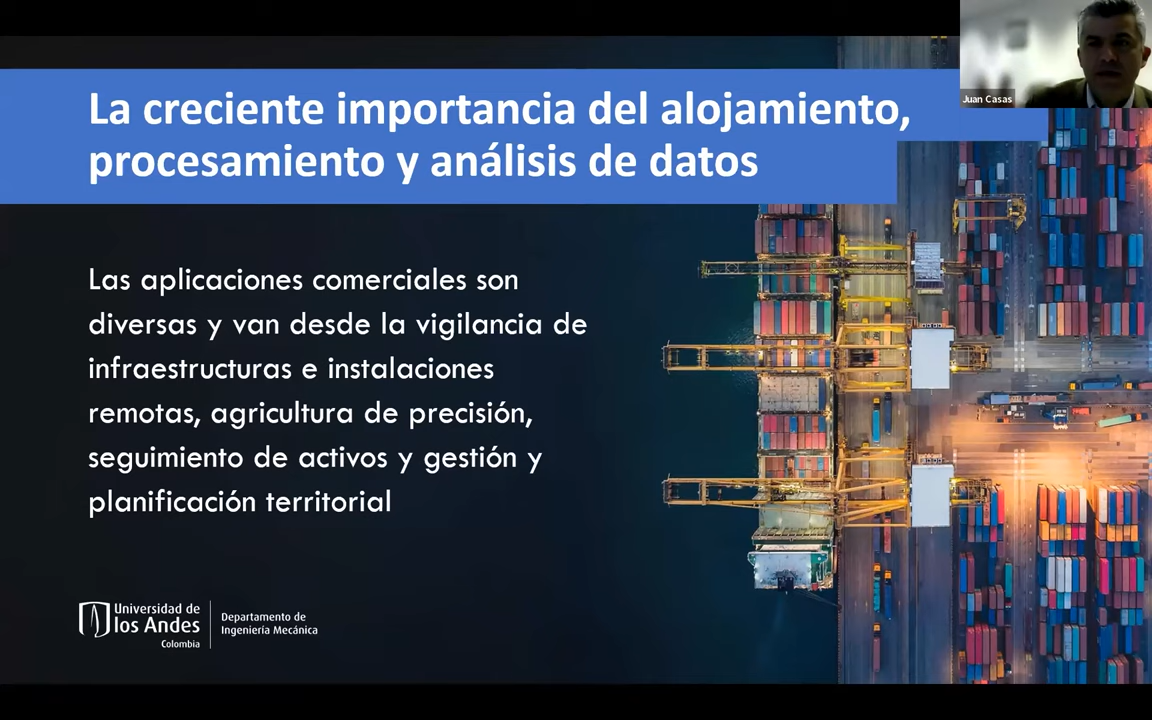 La creciente importancia del alojamiento,
procesamiento y análisis de datos
Juan Casas
Las aplicaciones comerciales son
diversas y van desde la vigilancia de
infraestructuras e instalaciones
remotas, agricultura de precisión,
seguimiento de activos y gestión y
planificación territorial
Universidad de
los Andes
Colombia
Departamento de
Ingeniería Mecánica